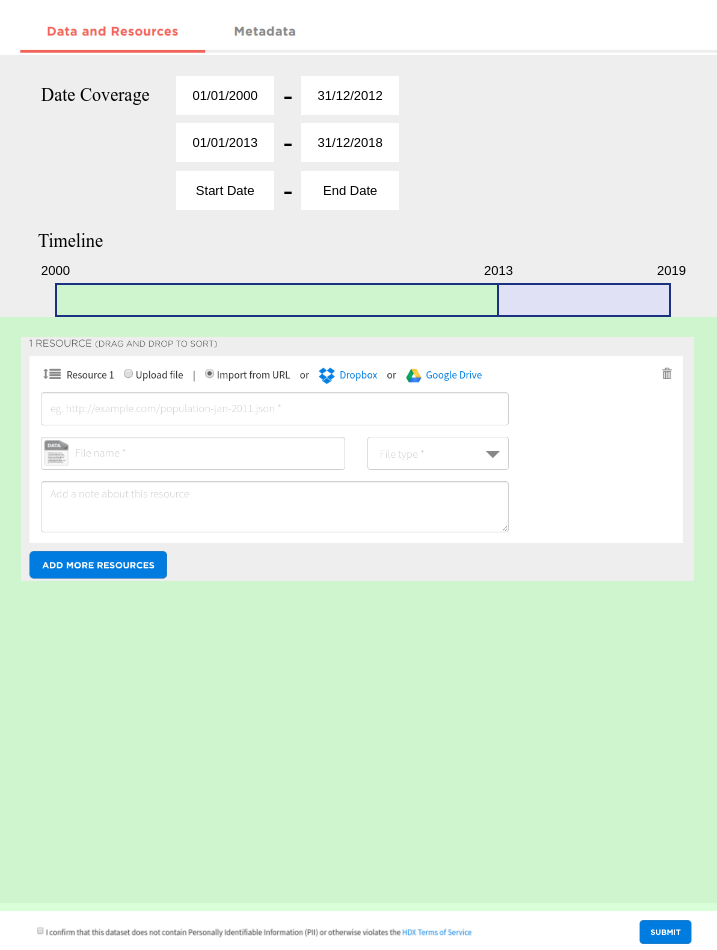 Data and Resources Metadata
Date Coverage 01/01/2000 - 31/12/2012
01/01/2013 - 31/12/2018
Start Date - End Date
Timeline
2000 2013 2019
1 RESOURCE (DRAG AND DROP TO SORT)
Resource 1 Upload file | Import from URL or Dropbox or Google Drive
eg. http://example.com/population-jan-2011.json *
DATA File name * File type *
Add a note about this resource
ADD MORE RESOURCES
I confirm that this dataset does not contain Personally Identifiable Information (PII) or otherwise violates the HDX Terms of Service SUBMIT